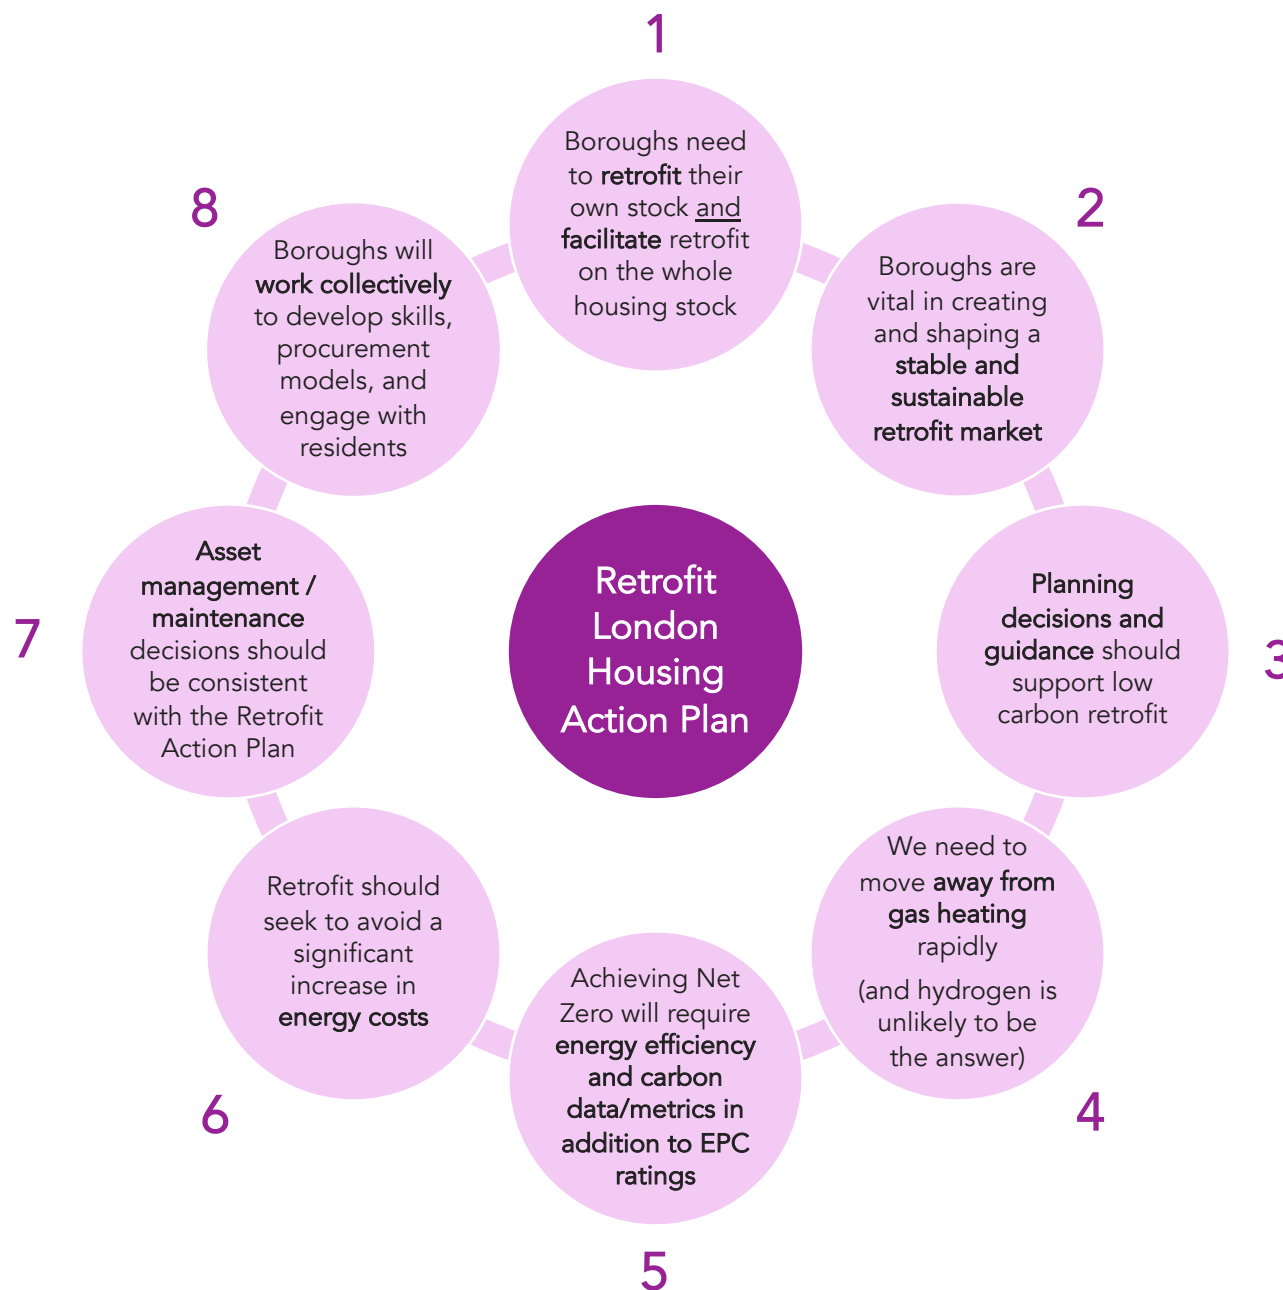 1
Boroughs need
to retrofit their
own stock and
facilitate retrofit
on the whole
housing stock
2
Boroughs are
vital in creating
and shaping a
stable and
sustainable
retrofit market
3
Planning
decisions and
guidance should
support low
carbon retrofit
4
We need to
move away from
gas heating
rapidly
(and hydrogen is
unlikely to be
the answer)
5
Achieving Net
Zero will require
energy efficiency
and carbon
data/metrics in
addition to EPC
ratings
6
Retrofit should
seek to avoid a
significant
increase in
energy costs
7
Asset
management /
maintenance
decisions should
be consistent
with the Retrofit
Action Plan
8
Boroughs will
work collectively
to develop skills,
procurement
models, and
engage with
residents
Retrofit
London
Housing
Action Plan